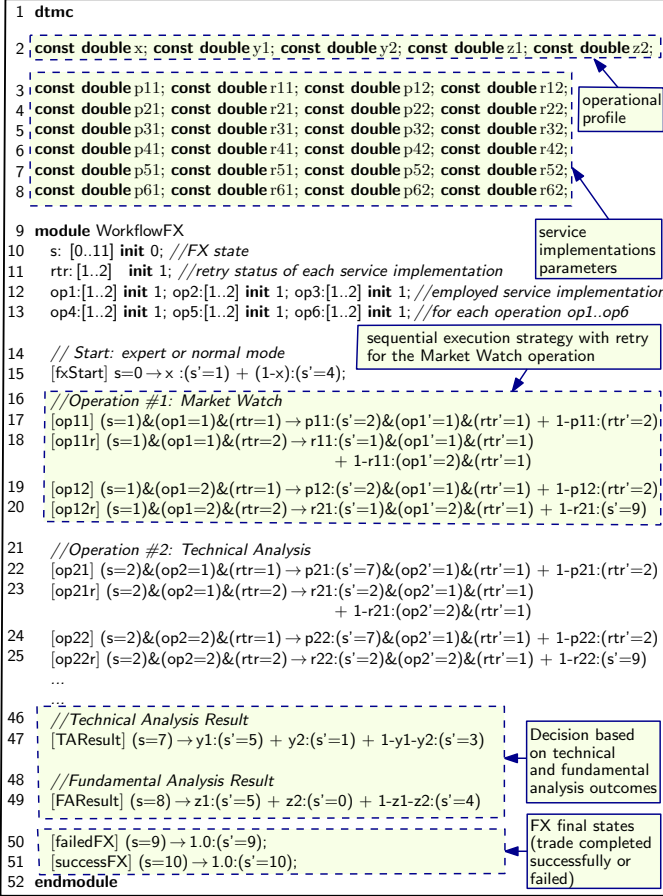 1 dtmc
2 const double x; const double y1; const double y2; const double z1; const double z2;
3 const double p11; const double r11; const double p12; const double r12;
4 const double p21; const double r21; const double p22; const double r22;
5 const double p31; const double r31; const double p32; const double r32;
6 const double p41; const double r41; const double p42; const double r42;
7 const double p51; const double r51; const double p52; const double r52;
8 const double p61; const double r61; const double p62; const double r62;
operational
profile
9 module WorkflowFX
10 s: [0..11] init 0; //FX state
11 rtr: [1..2] init 1; //retry status of each service implementation
12 op1:[1..2] init 1; op2:[1..2] init 1; op3:[1..2] init 1; //employed service implementation
13 op4:[1..2] init 1; op5:[1..2] init 1; op6:[1..2] init 1; //for each operation op1..op6
service
implementations
parameters
sequential execution strategy with retry
for the Market Watch operation
14 // Start: expert or normal mode
15 [fxStart] s=0→x :(s'=1) + (1-x):(s'=4);
16 //Operation #1: Market Watch
17 [op11] (s=1)&(op1=1)&(rtr=1)→p11:(s'=2)&(op1'=1)&(rtr'=1) + 1-p11:(rtr'=2)
18 [op11r] (s=1)&(op1=1)&(rtr=2)→r11:(s'=1)&(op1'=1)&(rtr'=1)
+ 1-r11:(op1'=2)&(rtr'=1)
19 [op12] (s=1)&(op1=2)&(rtr=1)→p12:(s'=2)&(op1'=1)&(rtr'=1) + 1-p12:(rtr'=2)
20 [op12r] (s=1)&(op1=2)&(rtr=2)→r21:(s'=1)&(op1'=2)&(rtr'=1) + 1-r21:(s'=9)
21 //Operation #2: Technical Analysis
22 [op21] (s=2)&(op2=1)&(rtr=1)→p21:(s'=7)&(op2'=1)&(rtr'=1) + 1-p21:(rtr'=2)
23 [op21r] (s=2)&(op2=1)&(rtr=2)→r21:(s'=2)&(op2'=1)&(rtr'=1)
+ 1-r21:(op2'=2)&(rtr'=1)
24 [op22] (s=2)&(op2=2)&(rtr=1)→p22:(s'=7)&(op2'=1)&(rtr'=1) + 1-p22:(rtr'=2)
25 [op22r] (s=2)&(op2=2)&(rtr=2)→r22:(s'=2)&(op2'=2)&(rtr'=1) + 1-r22:(s'=9)
...
...
46 //Technical Analysis Result
47 [TAResult] (s=7)→y1:(s'=5) + y2:(s'=1) + 1-y1-y2:(s'=3)
48 //Fundamental Analysis Result
49 [FAResult] (s=8)→z1:(s'=5) + z2:(s'=0) + 1-z1-z2:(s'=4)
Decision based
on technical
and fundamental
analysis outcomes
50 [failedFX] (s=9)→1.0:(s'=9);
51 [successFX] (s=10)→1.0:(s'=10);
52 endmodule
FX final states
(trade completed
successfully or
failed)